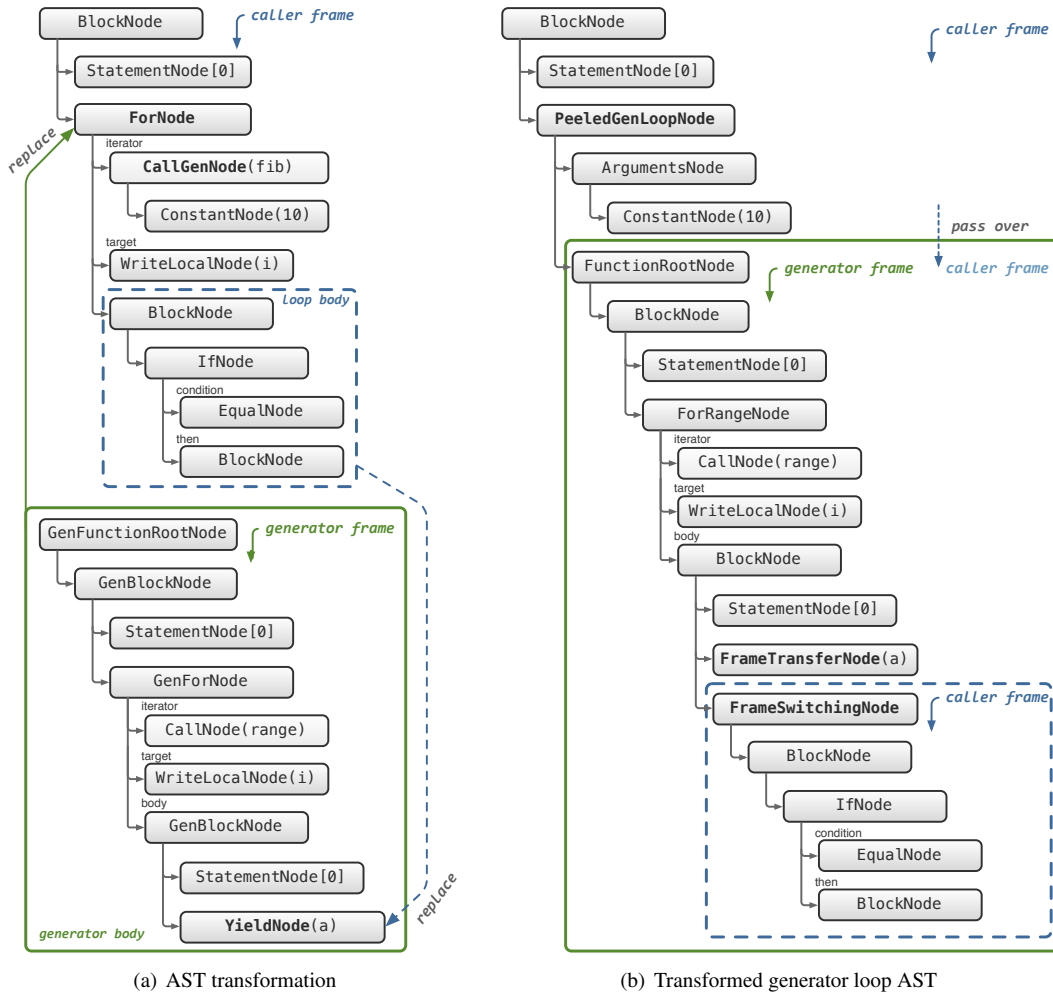 BlockNode
caller frame
StatementNode[0]
ForNode
replace
iterator
CallGenNode(fib)
ConstantNode(10)
target
WriteLocalNode(i)
loop body
BlockNode
IfNode
condition
EqualNode
then
BlockNode
GenFunctionRootNode
generator frame
GenBlockNode
StatementNode[0]
GenForNode
iterator
CallNode(range)
target
WriteLocalNode(i)
body
GenBlockNode
StatementNode[0]
replace
YieldNode(a)
generator body
(a) AST transformation
BlockNode
caller frame
StatementNode[0]
PeeledGenLoopNode
ArgumentsNode
ConstantNode(10)
pass over
FunctionRootNode
generator frame
caller frame
BlockNode
StatementNode[0]
ForRangeNode
iterator
CallNode(range)
target
WriteLocalNode(i)
body
BlockNode
StatementNode[0]
FrameTransferNode(a)
FrameSwitchingNode
caller frame
BlockNode
IfNode
condition
EqualNode
then
BlockNode
(b) Transformed generator loop AST